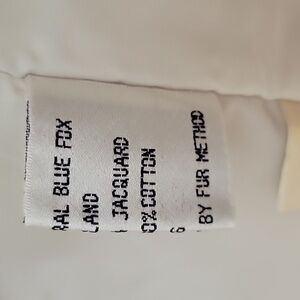 RAL BLUE FOX
LAND
JACQUARD
0% COTTON
BY FUR METHOD